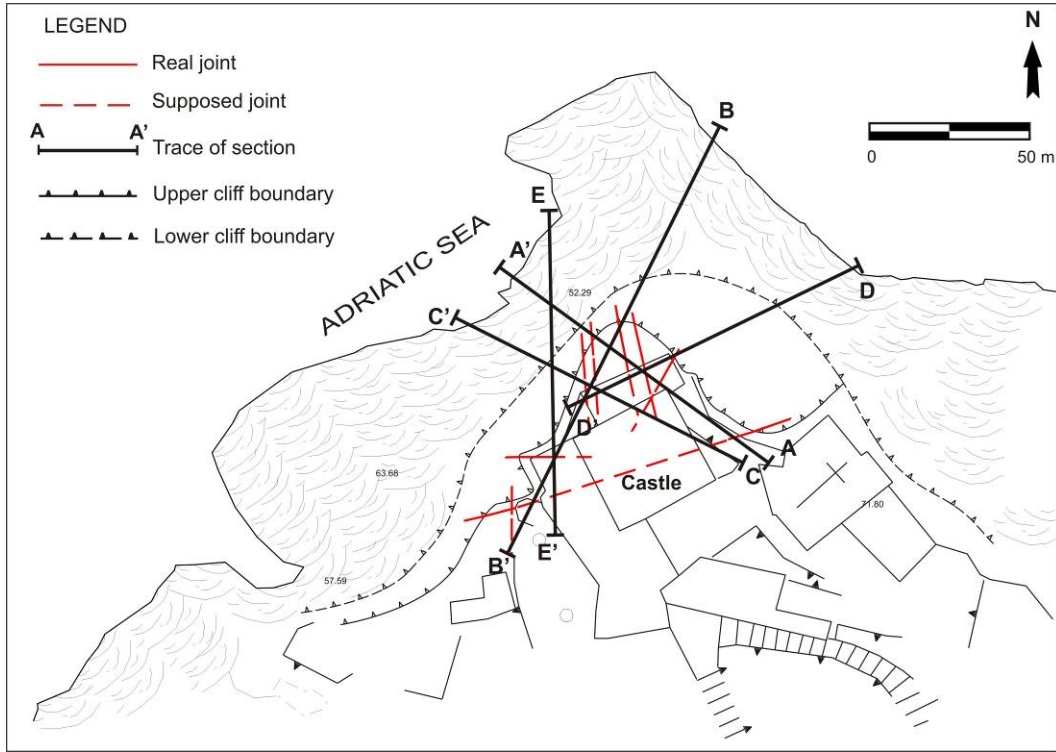 LEGEND
Real joint
Supposed joint
A A’
Trace of section
Upper cliff boundary
Lower cliff boundary
N
0 50 m
B
E
A’
ADRIATIC SEA
D
52.29
C’
D’
A
C
63.68
Castle
71.80
E’
B’
57.59